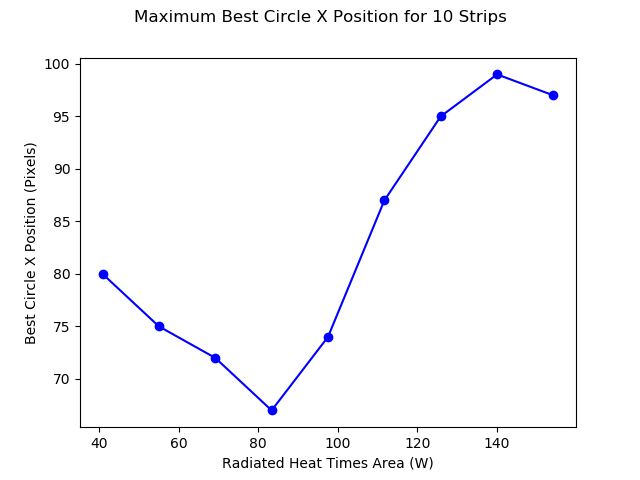 Maximum Best Circle X Position for 10 Strips
100
95
90
85
80
75
70
Best Circle X Position (Pixels)
40 60 80 100 120 140
Radiated Heat Times Area (W)